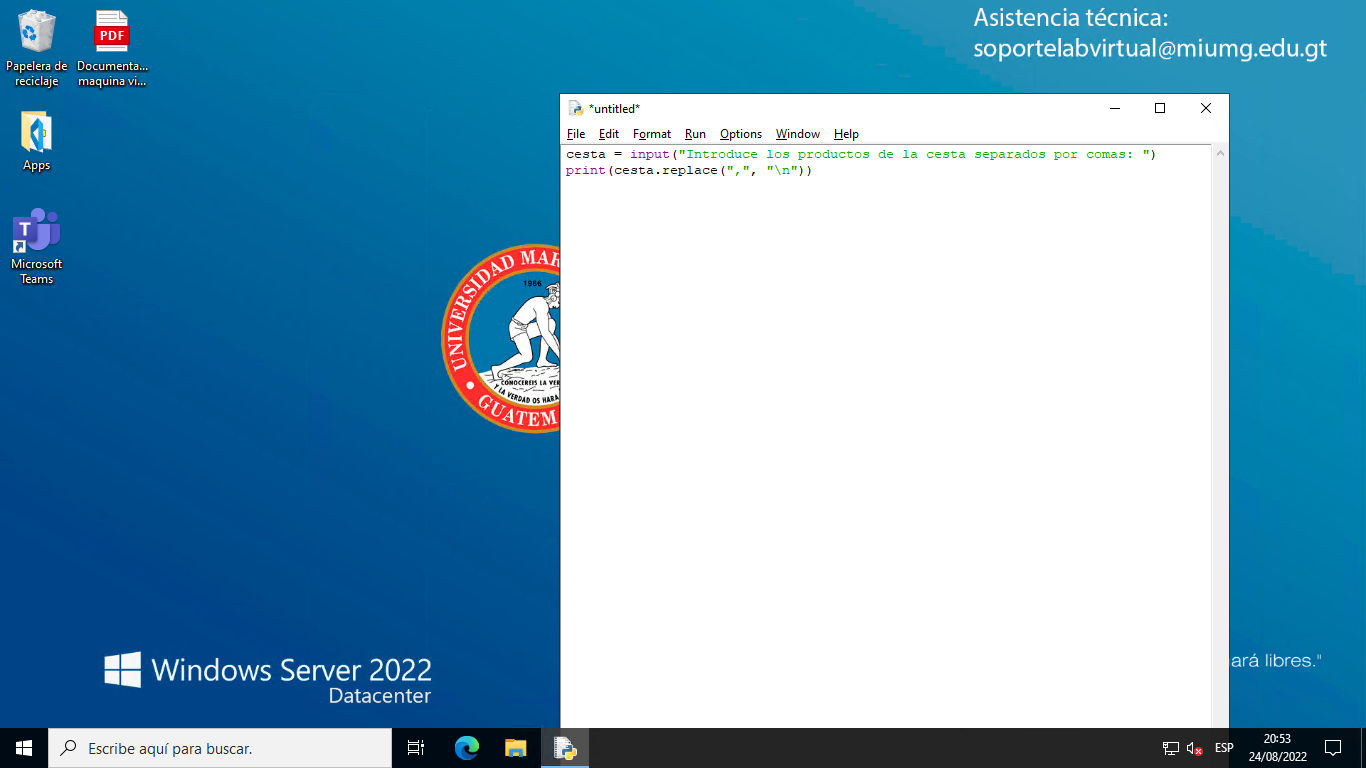 Asistencia técnica:
soportelabvirtual@miumg.edu.gt
Papelera de
reciclaje
PDF
Documenta...
maquina vi...
Apps
T
Microsoft
Teams
*untitled*
File Edit Format Run Options Window Help
cesta = input("Introduce los productos de la cesta separados por comas: ")
print(cesta.replace(",", "\n"))
UNIVERSIDAD MAR
1966
CONOCEREIS LA VER
Y LA VERDAD OS HARA
GUATEM
Windows Server 2022
Datacenter
ará libres."
Escribe aquí para buscar.
ESP
20:53
24/08/2022